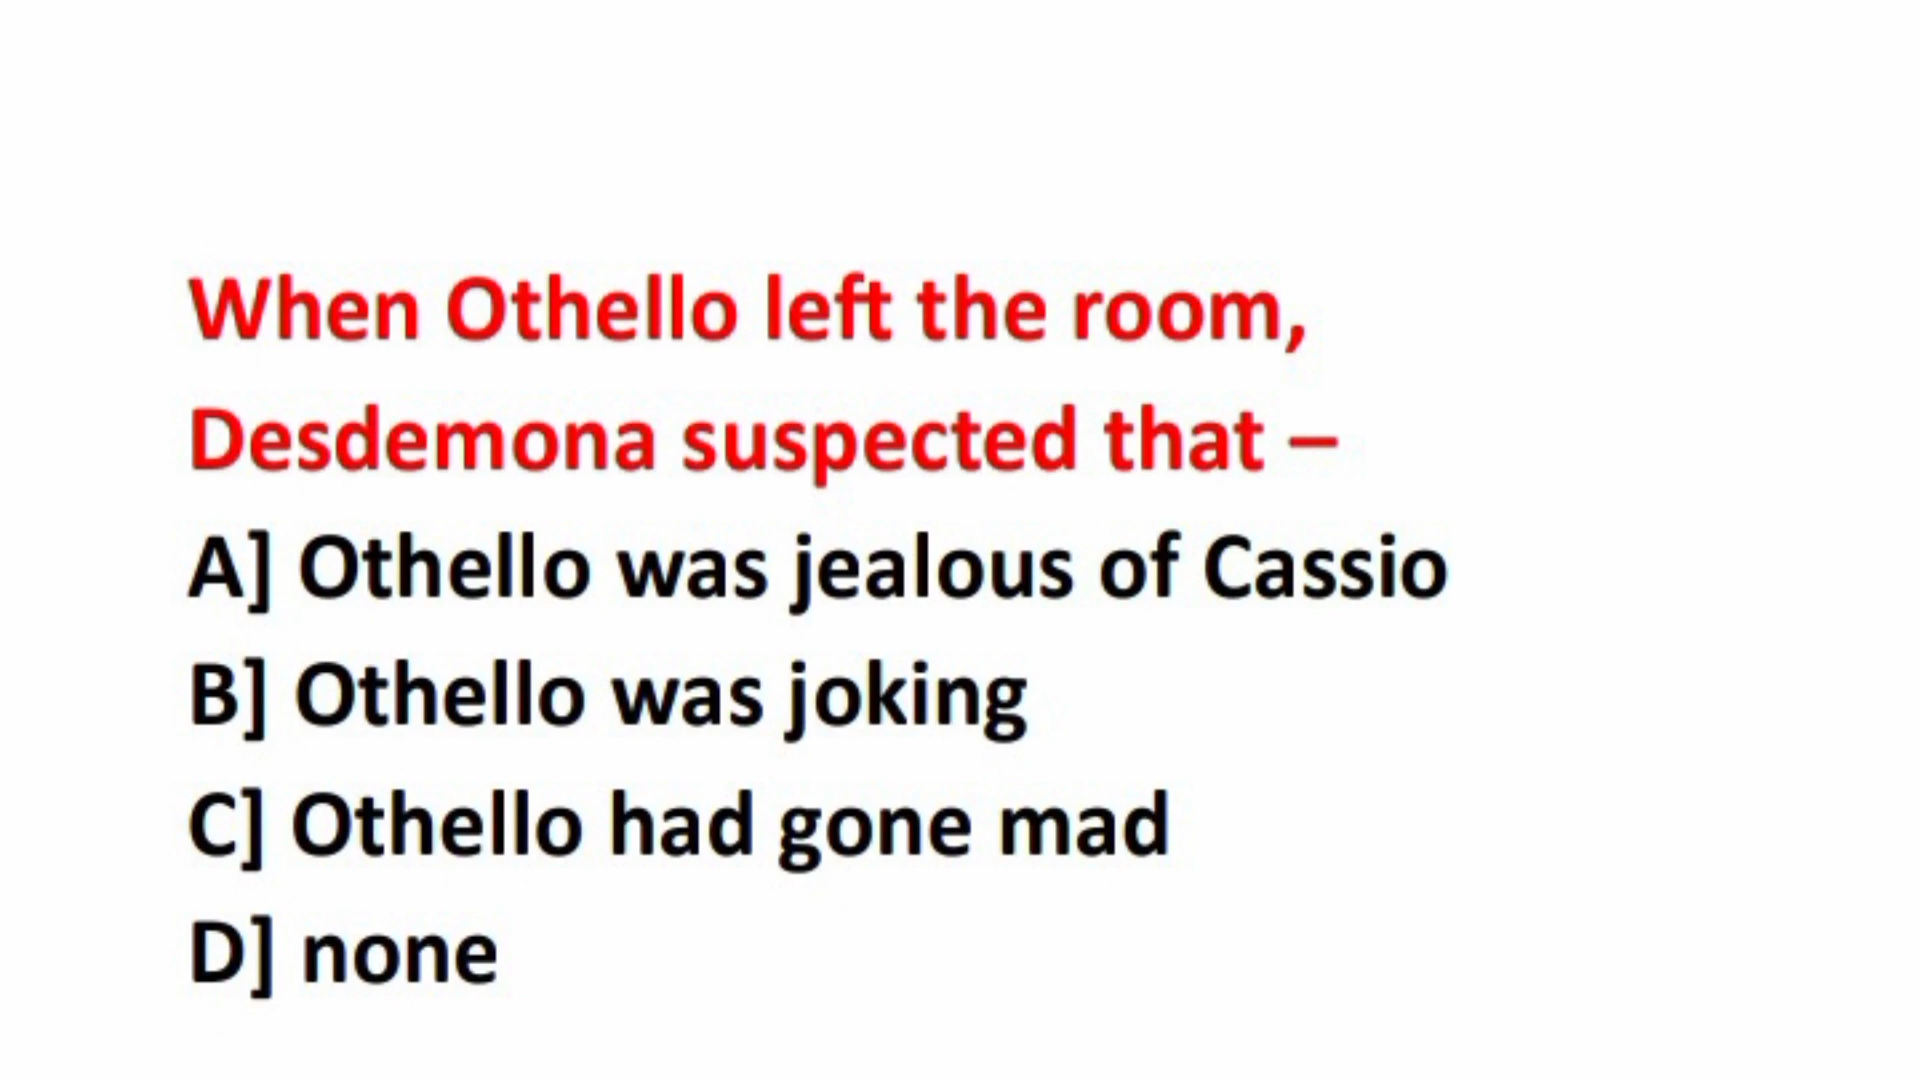 When Othello left the room,
Desdemona suspected that –
A] Othello was jealous of Cassio
B] Othello was joking
C] Othello had gone mad
D] none